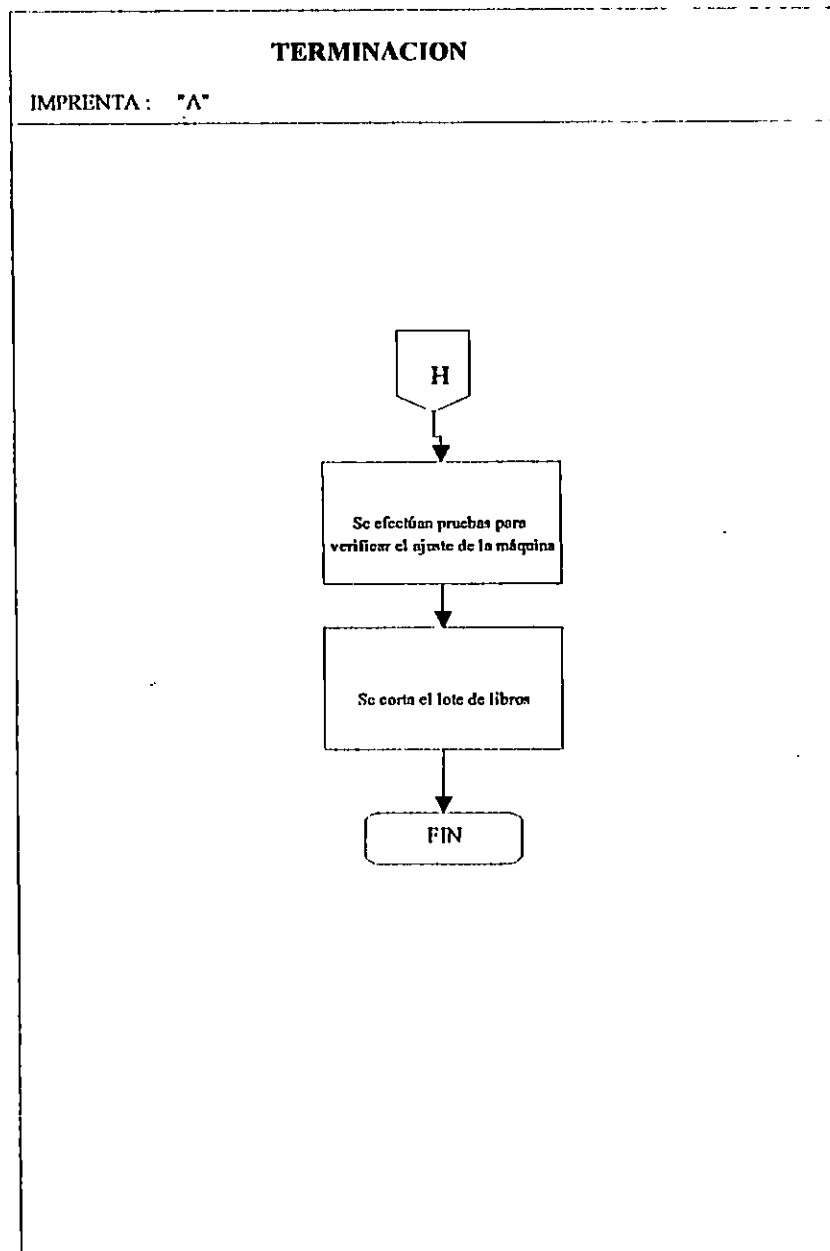 TERMINACION
IMPRENTA : "A"
H
Se efectúan pruebas para
verificar el ajuste de la máquina
Se corta el lote de libros
FIN